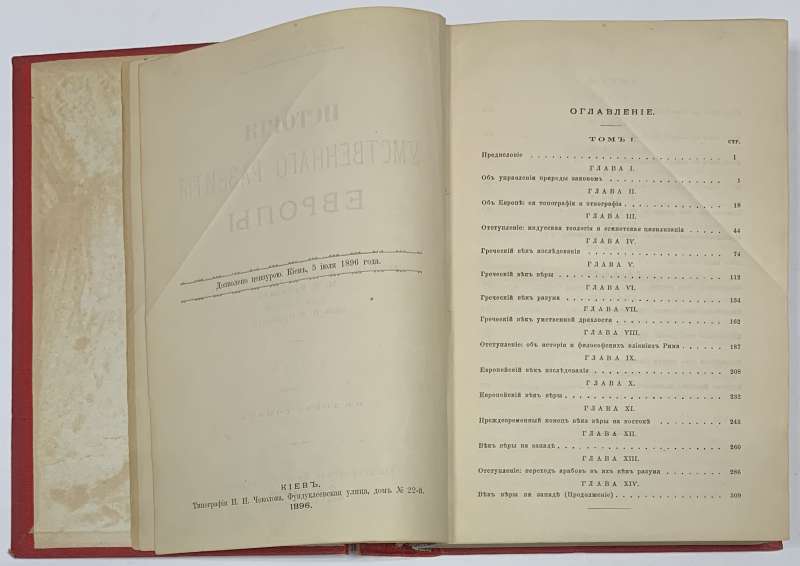 Дозволено цензурою. Кіевъ, 5 іюля 1896 года.
КІЕВЪ.
Типографія И. И. Чоколова, Фундуклеевская улица, домъ № 22-й.
1896.
ОГЛАВЛЕНІЕ.
ТОМЪ I.
СТР.
Предисловіе 1
ГЛАВА I.
Объ управленіи природы закономъ 1
ГЛАВА II.
Объ Европѣ: ея топографія и этнографія 18
ГЛАВА III.
Отступленіе: индусская теологія и египетская цивилизація 44
ГЛАВА IV.
Греческій вѣкъ изслѣдованія 74
ГЛАВА V.
Греческій вѣкъ вѣры 112
ГЛАВА VI.
Греческій вѣкъ разума 134
ГЛАВА VII.
Греческій вѣкъ умственной дряхлости 162
ГЛАВА VIII.
Отступленіе: объ исторіи и философскихъ вліяніяхъ Рима 187
ГЛАВА IX.
Европейскій вѣкъ изслѣдованія 208
ГЛАВА X.
Европейскій вѣкъ вѣры 232
ГЛАВА XI.
Преждевременный конецъ вѣка вѣры на востокѣ 243
ГЛАВА XII.
Вѣкъ вѣры на западѣ 260
ГЛАВА XIII.
Отступленіе: переходъ арабовъ въ ихъ вѣкъ разума 286
ГЛАВА XIV.
Вѣкъ вѣры на западѣ (Продолженіе) 309